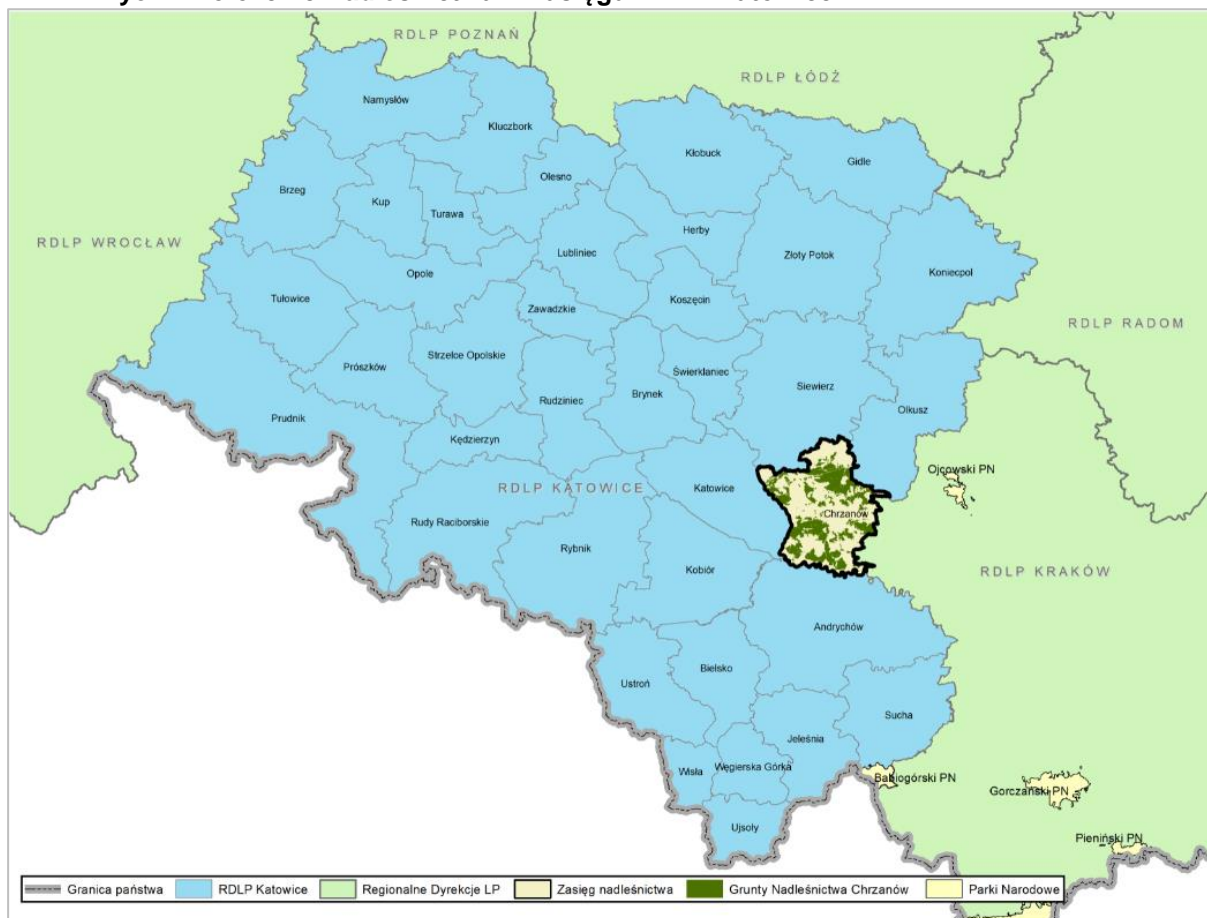 RDLP POZNAŃ
RDLP ŁÓDŹ
Namysłów
Kluczbork
Kłobuck
Gidle
Olesno
Brzeg
Kup
Turawa
Herby
RDLP WROCŁAW
Lubliniec
Złoty Potok
Koniecpol
Opole
Tułowice
Koszęcin
Zawadzkie
RDLP RADOM
Strzelce Opolskie
Prószków
Świerklaniec
Siewierz
Rudziniec
Brynek
Olkusz
Prudnik
Kędzierzyn
Ojcowski PN
RDLP KATOWICE
Katowice
Chrzanów
Rudy Raciborskie
Rybnik
Kobiór
RDLP KRAKÓW
Andrychów
Bielsko
Ustroń
Sucha
Jeleśnia
Wisła
Węgierska Górka
Babiogórski PN
Gorczański PN
Ujsoły
Pieniński PN
Granica państwa
RDLP Katowice
Regionalne Dyrekcje LP
Zasięg nadleśnictwa
Grunty Nadleśnictwa Chrzanów
Parki Narodowe